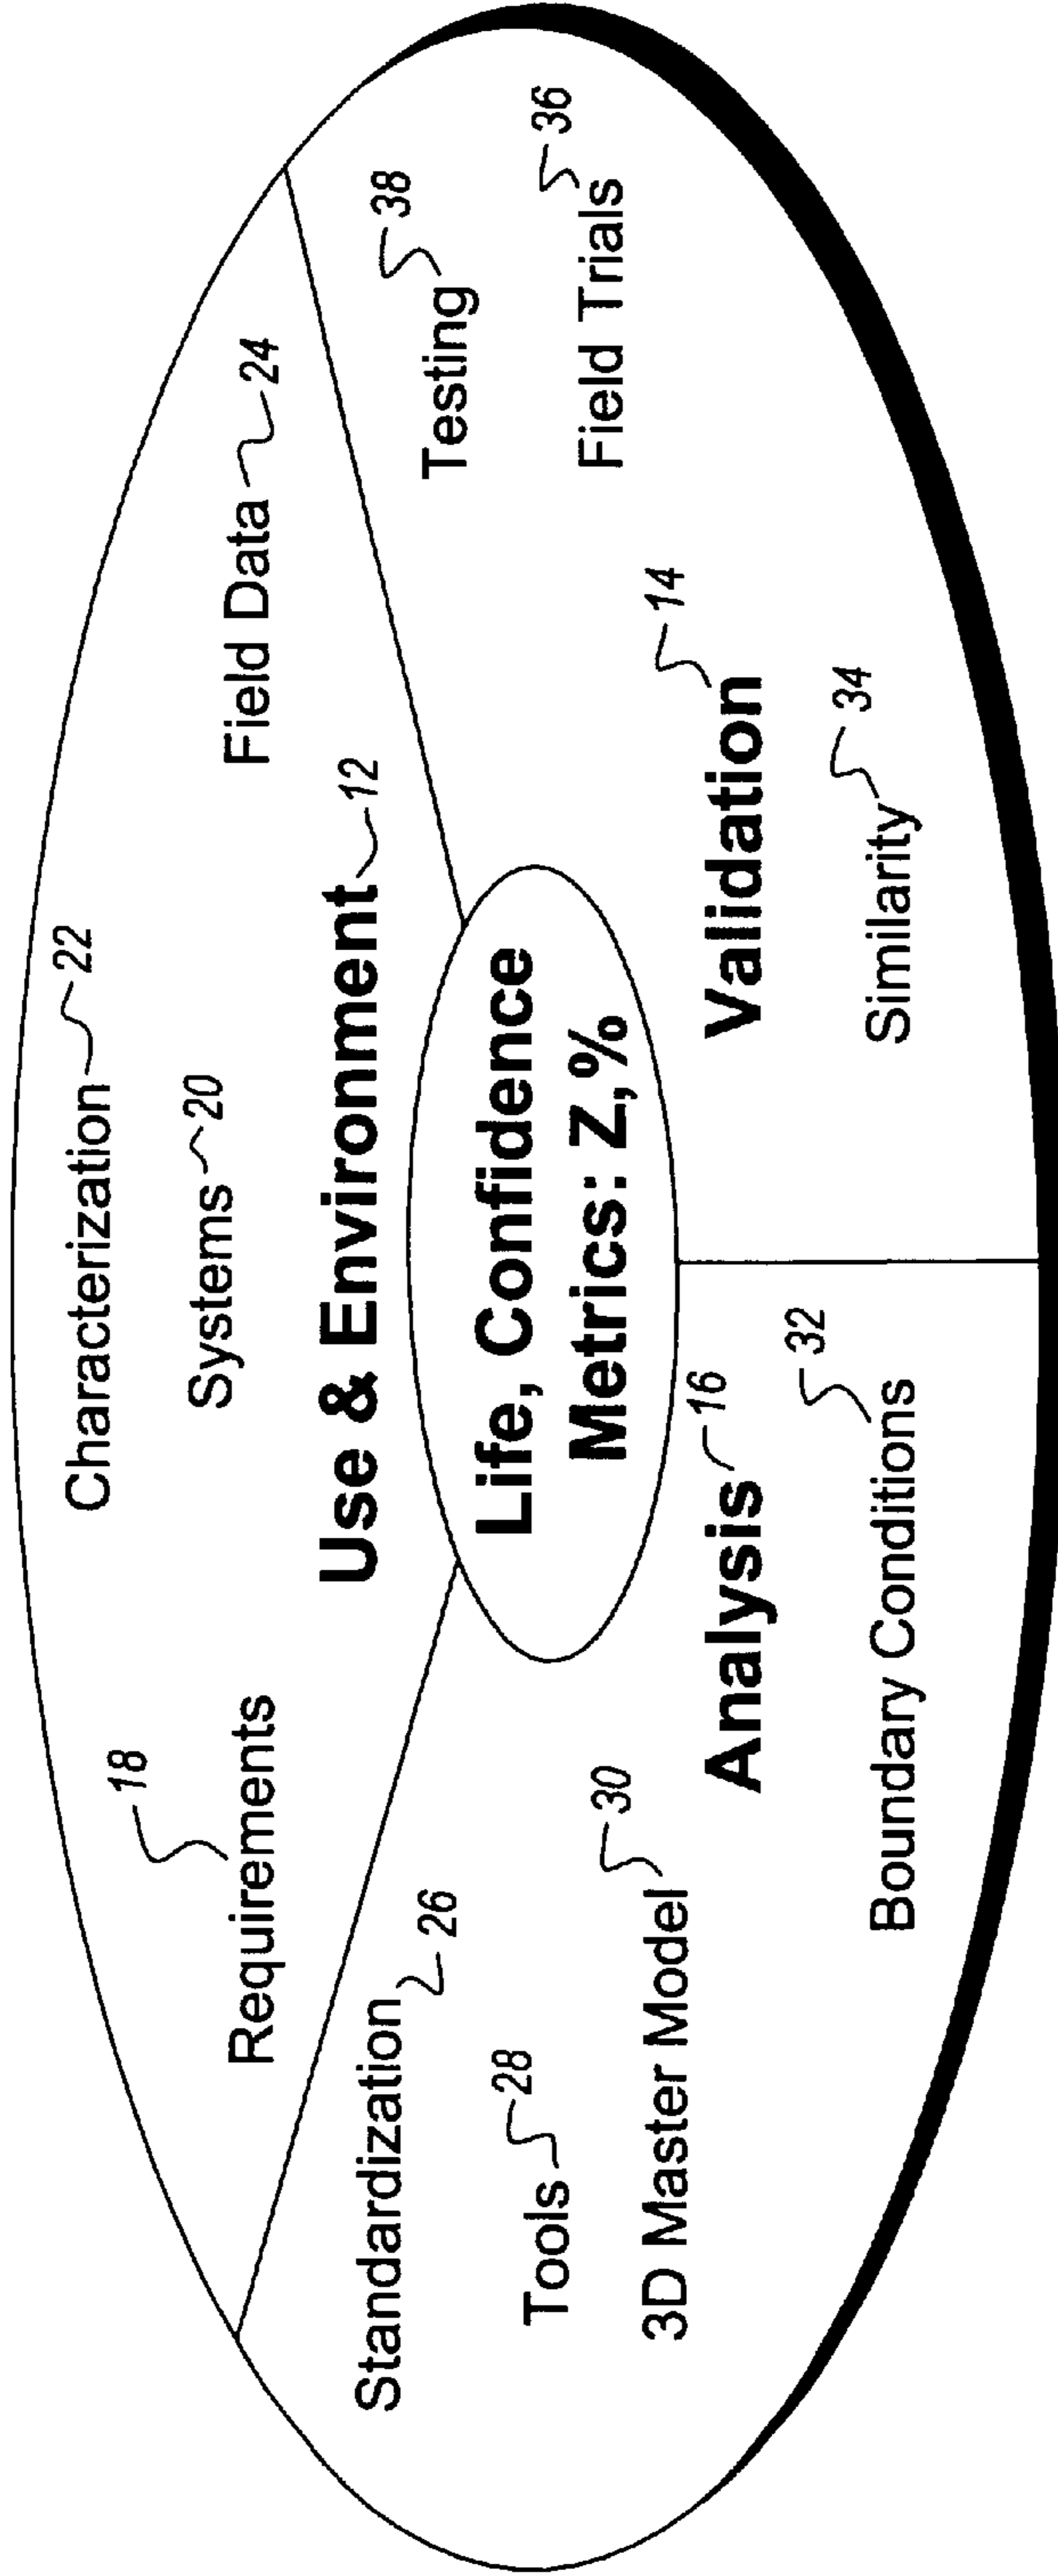 Characterization 22
Requirements 18
Systems 20
Field Data 24
Use & Environment 12
Life, Confidence
Metrics: Z,%
Standardization 26
Tools 28
3D Master Model 30
Analysis 16
Boundary Conditions 32
Testing 38
Field Trials 36
Validation 14
Similarity 34